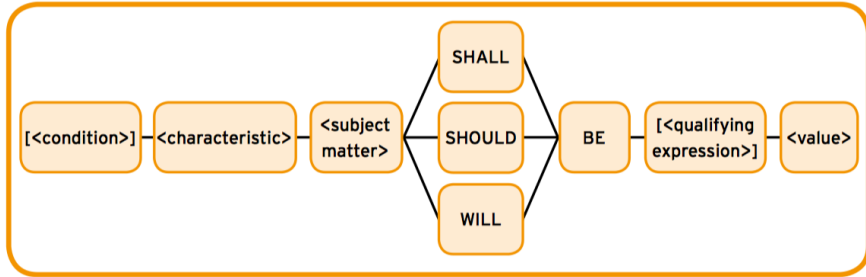 [<condition>]
<characteristic>
<subject
matter>
SHALL
SHOULD
WILL
BE
[<qualifying
expression>]
<value>